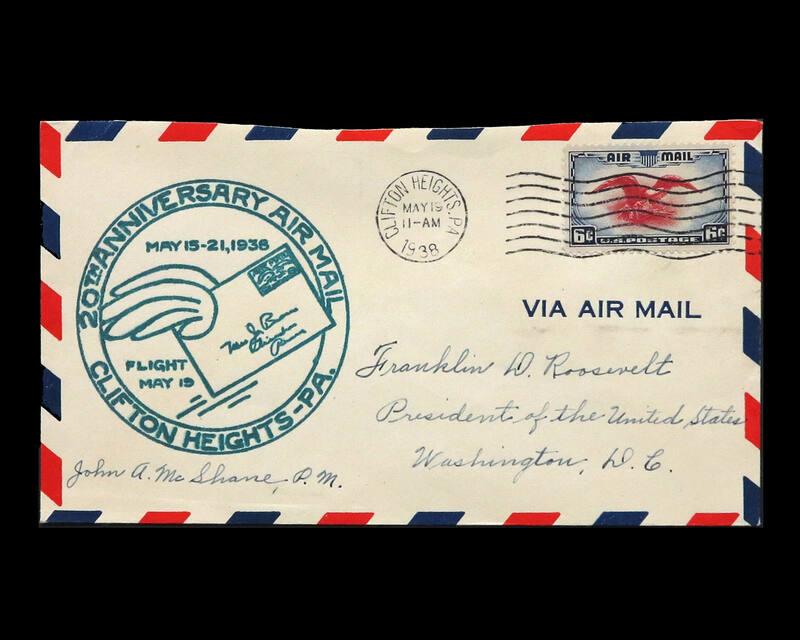 20TH ANNIVERSARY AIR MAIL
MAY 15-21, 1938
FLIGHT
MAY 19
CLIFTON HEIGHTS-PA.
CLIFTON HEIGHTS, PA
MAY 19
11-AM
1938
AIR MAIL
6¢ U.S. POSTAGE 6¢
VIA AIR MAIL
Franklin D. Roosevelt
President of the United States
Washington, D.C.
John A. McShane, P.M.